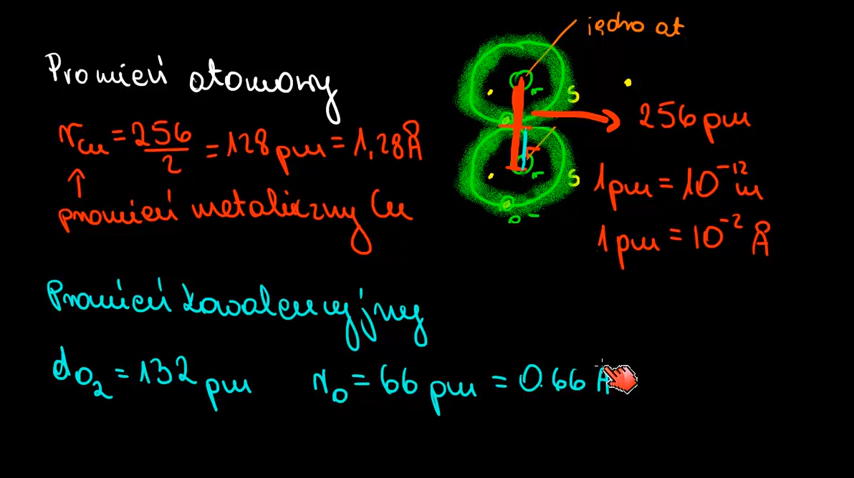 Promień atomowy
r_Cu = 256/2 = 128 pm = 1,28 Å
promień metaliczny Cu
jądro at
256 pm
1 pm = 10⁻¹² m
1 pm = 10⁻² Å
Promień kowalencyjny
d_O₂ = 132 pm r_O = 66 pm = 0.66 Å